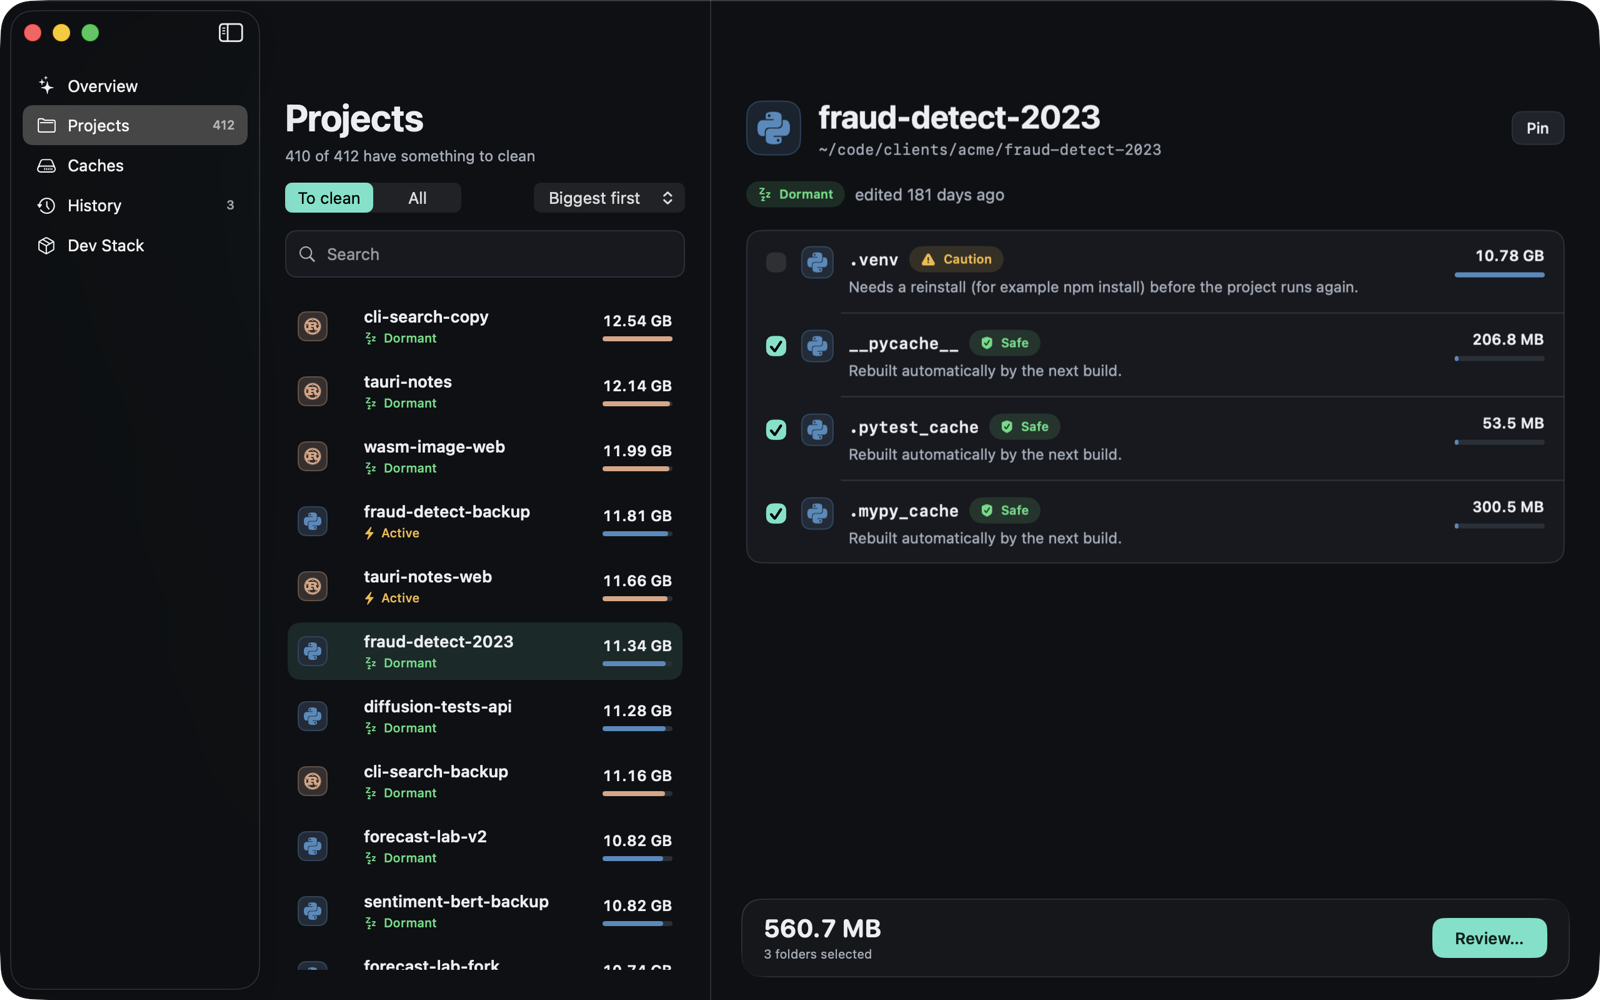 Overview
Projects 412
Caches
History 3
Dev Stack
Projects
410 of 412 have something to clean
To clean All Biggest first
Search
cli-search-copy 12.54 GB
Dormant
tauri-notes 12.14 GB
Dormant
wasm-image-web 11.99 GB
Dormant
fraud-detect-backup 11.81 GB
Active
tauri-notes-web 11.66 GB
Active
fraud-detect-2023 11.34 GB
Dormant
diffusion-tests-api 11.28 GB
Dormant
cli-search-backup 11.16 GB
Dormant
forecast-lab-v2 10.82 GB
Dormant
sentiment-bert-backup 10.82 GB
Dormant
forecast-lab-fork 10.74 GB
fraud-detect-2023
~/code/clients/acme/fraud-detect-2023
Pin
Dormant edited 181 days ago
.venv Caution 10.78 GB
Needs a reinstall (for example npm install) before the project runs again.
__pycache__ Safe 206.8 MB
Rebuilt automatically by the next build.
.pytest_cache Safe 53.5 MB
Rebuilt automatically by the next build.
.mypy_cache Safe 300.5 MB
Rebuilt automatically by the next build.
560.7 MB
3 folders selected
Review...